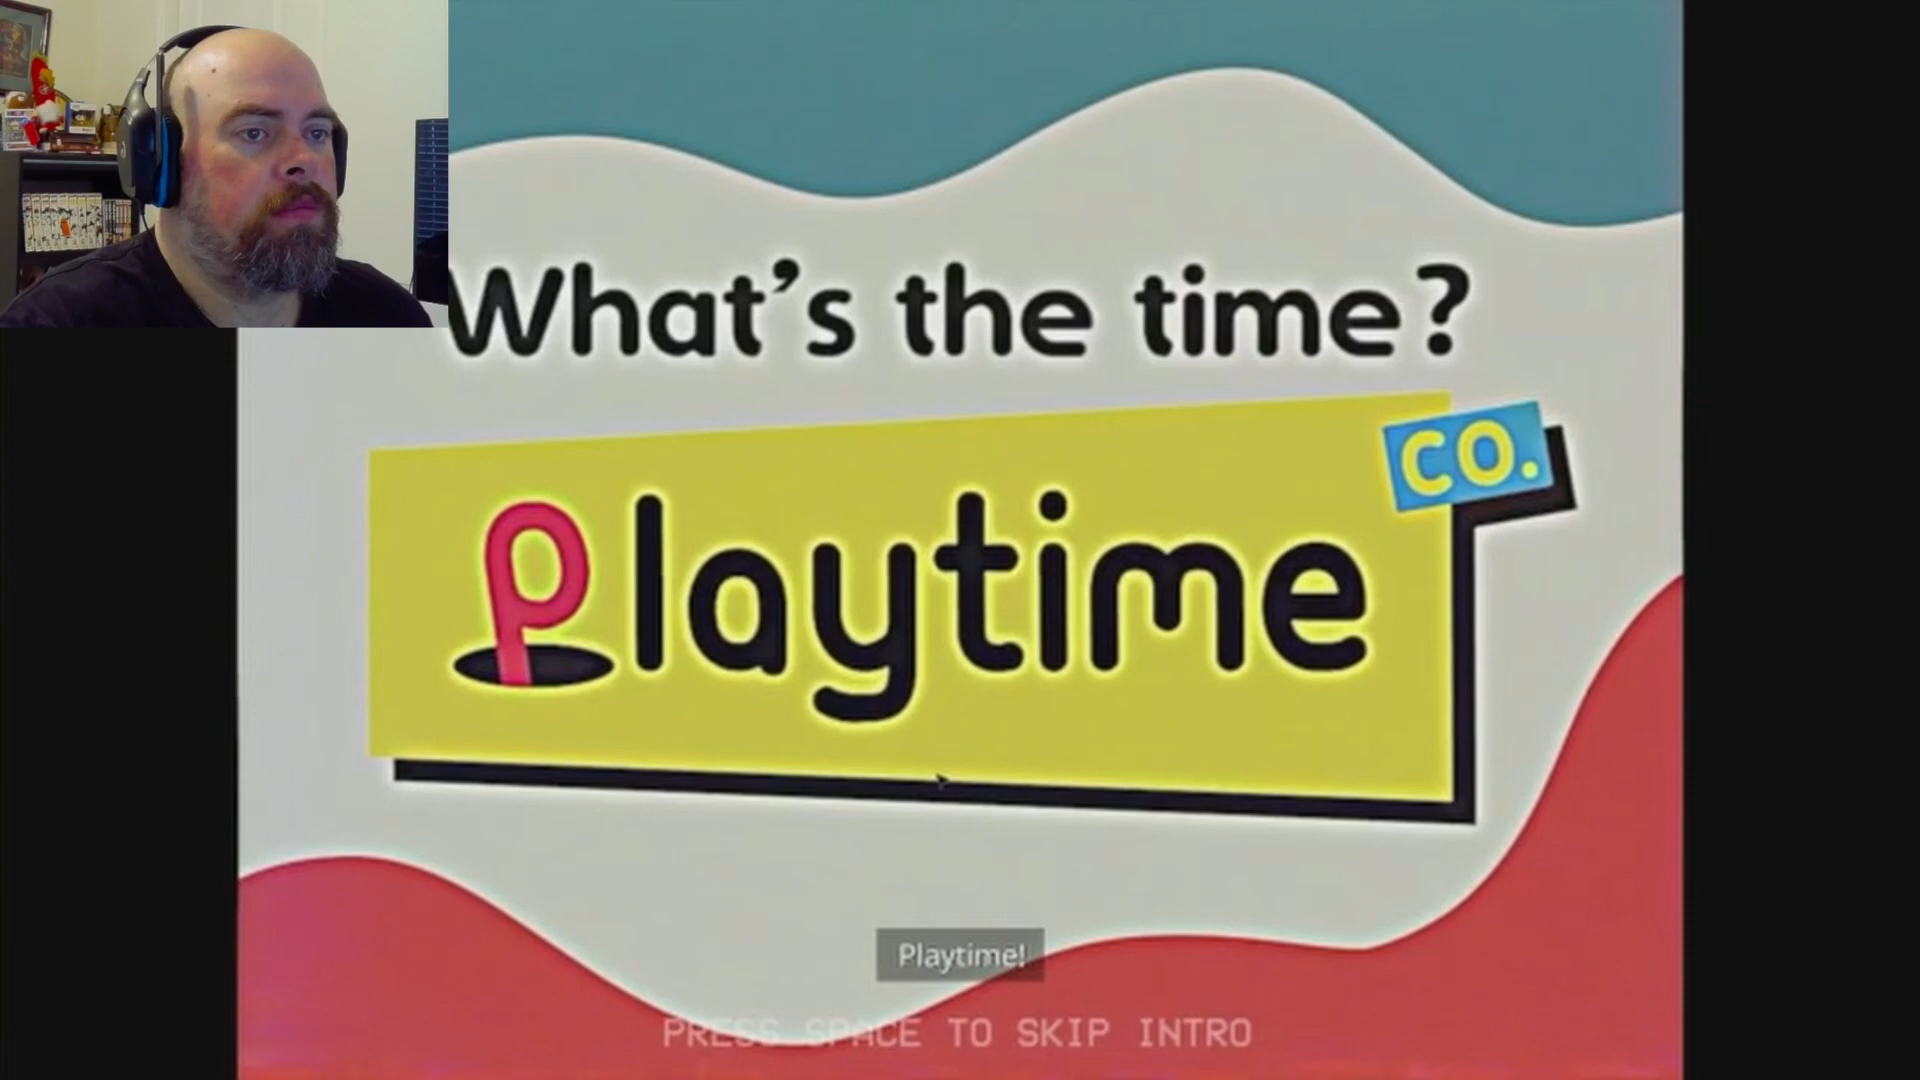 What's the time?
Playtime
CO.
Playtime!
PRESS SPACE TO SKIP INTRO